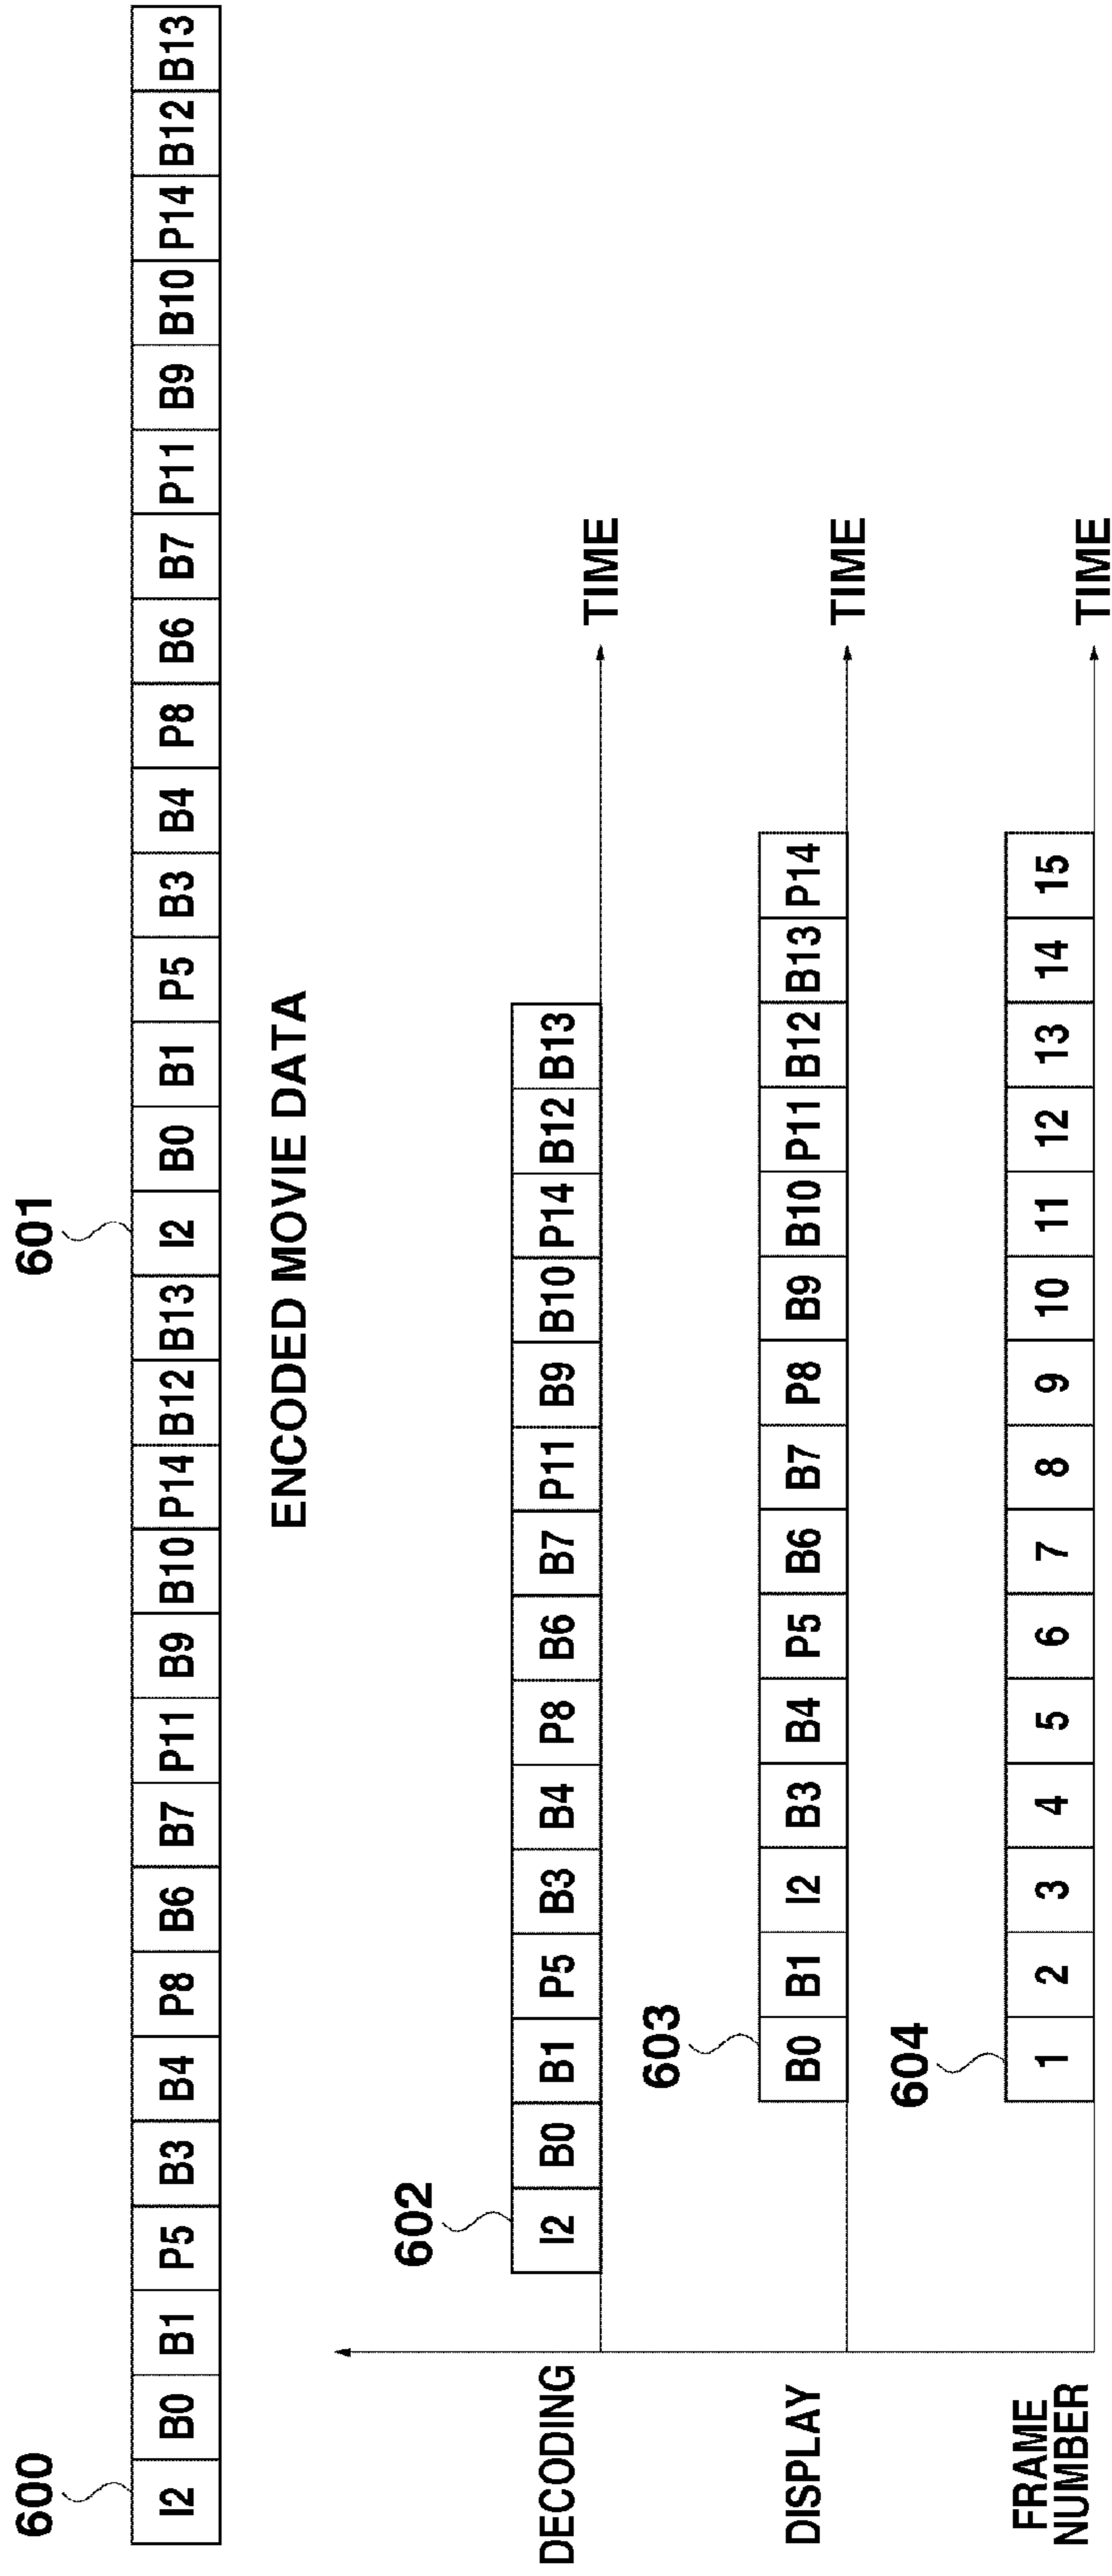 600 601
I2 B0 B1 P5 B3 B4 P8 B6 B7 P11 B9 B10 P14 B12 B13 I2 B0 B1 P5 B3 B4 P8 B6 B7 P11 B9 B10 P14 B12 B13
ENCODED MOVIE DATA
602
DECODING I2 B0 B1 P5 B3 B4 P8 B6 B7 P11 B9 B10 P14 B12 B13
TIME
603
DISPLAY B0 B1 I2 B3 B4 P5 B6 B7 P8 B9 B10 P11 B12 B13 P14
TIME
604
FRAME
NUMBER 1 2 3 4 5 6 7 8 9 10 11 12 13 14 15
TIME